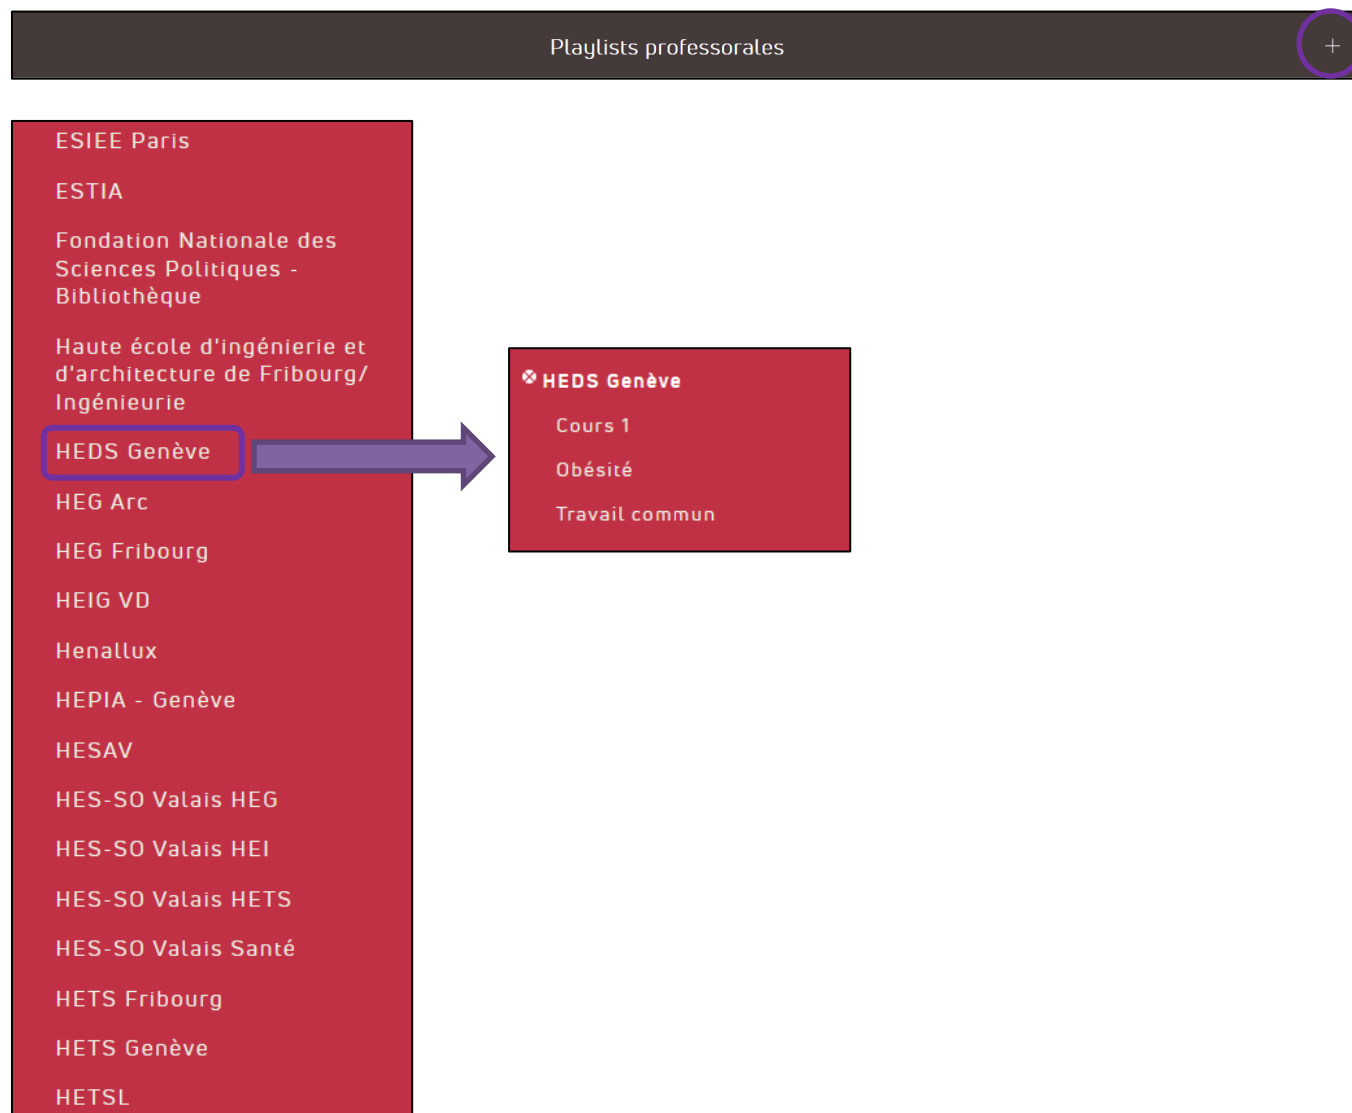 Playlists professorales
+
ESIEE Paris
ESTIA
Fondation Nationale des
Sciences Politiques -
Bibliothèque
Haute école d'ingénierie et
d'architecture de Fribourg/
Ingénieurie
HEDS Genève
HEG Arc
HEG Fribourg
HEIG VD
Henallux
HEPIA - Genève
HESAV
HES-SO Valais HEG
HES-SO Valais HEI
HES-SO Valais HETS
HES-SO Valais Santé
HETS Fribourg
HETS Genève
HETSL
HEDS Genève
Cours 1
Obésité
Travail commun